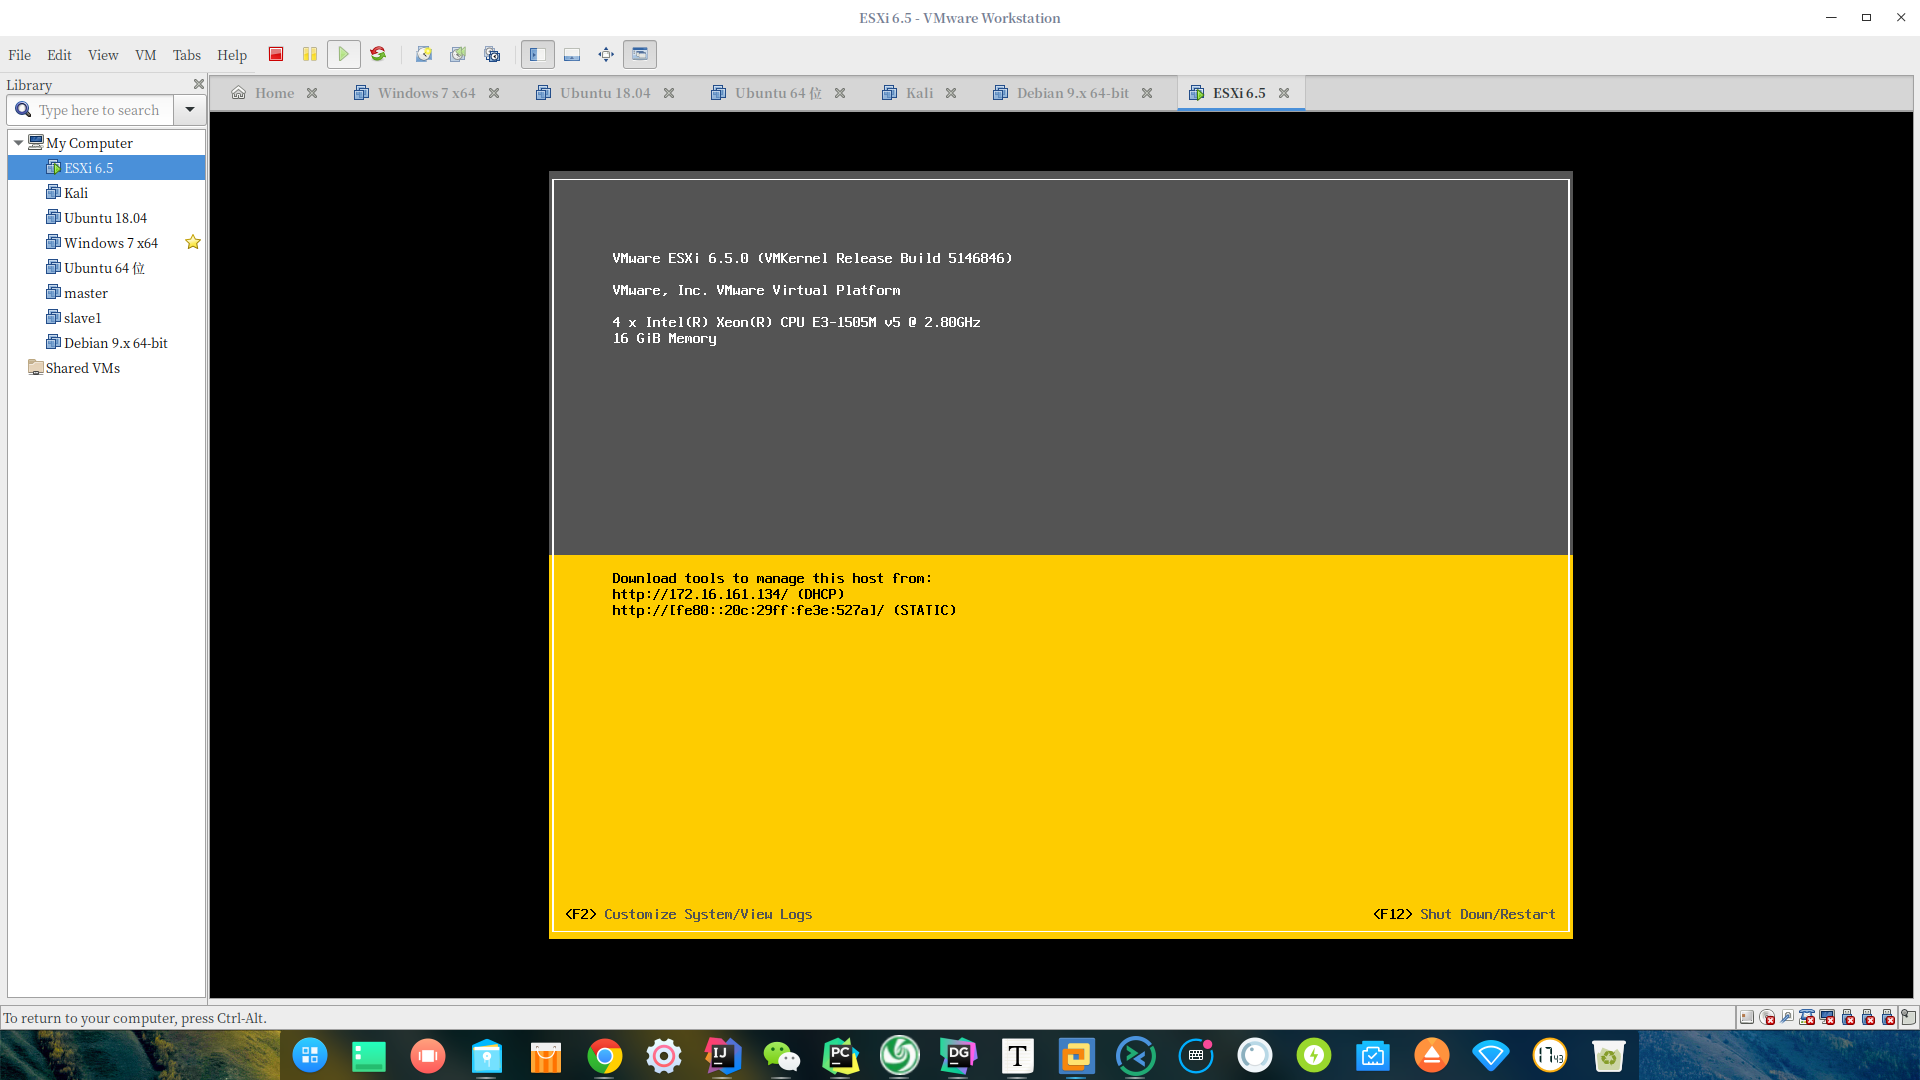 ESXi 6.5 - VMware Workstation
File Edit View VM Tabs Help
Library
Type here to search
My Computer
ESXi 6.5
Kali
Ubuntu 18.04
Windows 7 x64
Ubuntu 64 位
master
slave1
Debian 9.x 64-bit
Shared VMs
Home Windows 7 x64 Ubuntu 18.04 Ubuntu 64 位 Kali Debian 9.x 64-bit ESXi 6.5
VMware ESXi 6.5.0 (VMKernel Release Build 5146846)
VMware, Inc. VMware Virtual Platform
4 x Intel(R) Xeon(R) CPU E3-1505M v5 @ 2.80GHz
16 GiB Memory
Download tools to manage this host from:
http://172.16.161.134/ (DHCP)
http://[fe80::20c:29ff:fe3e:527a]/ (STATIC)
<F2> Customize System/View Logs
<F12> Shut Down/Restart
To return to your computer, press Ctrl-Alt.
IJ PC DG T 17 43